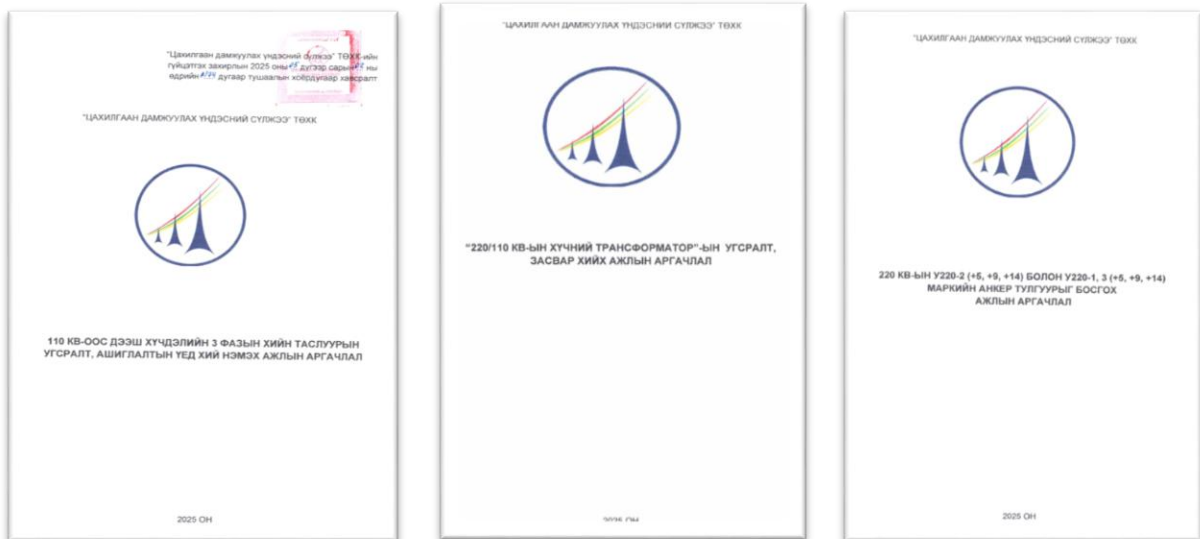 "Цахилгаан дамжуулах үндэсний сүлжээ" ТӨХК-ийн
гүйцэтгэх захирлын 2025 оны 05 дугаар сарын ны
өдрийн дугаар тушаалын хоёрдугаар хавсралт
"ЦАХИЛГААН ДАМЖУУЛАХ ҮНДЭСНИЙ СҮЛЖЭЭ" ТӨХК
110 КВ-ООС ДЭЭШ ХҮЧДЭЛИЙН 3 ФАЗЫН ХИЙН ТАСЛУУРЫН
УГСРАЛТ, АШИГЛАЛТЫН ҮЕД ХИЙ НЭМЭХ АЖЛЫН АРГАЧЛАЛ
2025 ОН
"ЦАХИЛГААН ДАМЖУУЛАХ ҮНДЭСНИЙ СҮЛЖЭЭ" ТӨХК
"220/110 КВ-ЫН ХҮЧНИЙ ТРАНСФОРМАТОР"-ЫН УГСРАЛТ,
ЗАСВАР ХИЙХ АЖЛЫН АРГАЧЛАЛ
2025 ОН
"ЦАХИЛГААН ДАМЖУУЛАХ ҮНДЭСНИЙ СҮЛЖЭЭ" ТӨХК
220 КВ-ЫН У220-2 (+5, +9, +14) БОЛОН У220-1, 3 (+5, +9, +14)
МАРКИЙН АНКЕР ТУЛГУУРЫГ БОСГОХ
АЖЛЫН АРГАЧЛАЛ
2025 ОН